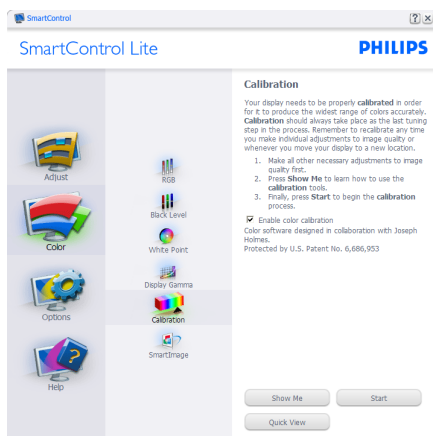 SmartControl
SmartControl Lite
PHILIPS
Adjust
Color
Options
Help
RGB
Black Level
White Point
Display Gamma
Calibration
SmartImage
Calibration
Your display needs to be properly calibrated in order
for it to produce the widest range of colors accurately.
Calibration should always take place as the last tuning
step in the process. Remember to recalibrate any time
you make individual adjustments to image quality or
whenever you move your display to a new location.
1. Make all other necessary adjustments to image
quality first.
2. Press Show Me to learn how to use the
calibration tools.
3. Finally, press Start to begin the calibration
process.
Enable color calibration
Color software designed in collaboration with Joseph
Holmes.
Protected by U.S. Patent No. 6,686,953
Show Me
Start
Quick View